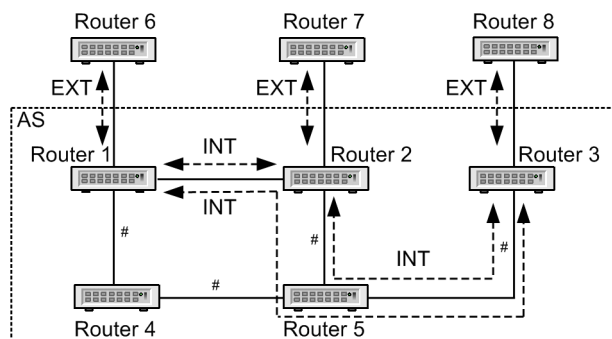 Router 6
Router 7
Router 8
EXT
EXT
EXT
AS
Router 1
INT
Router 2
Router 3
INT
#
#
INT
#
#
Router 4
Router 5